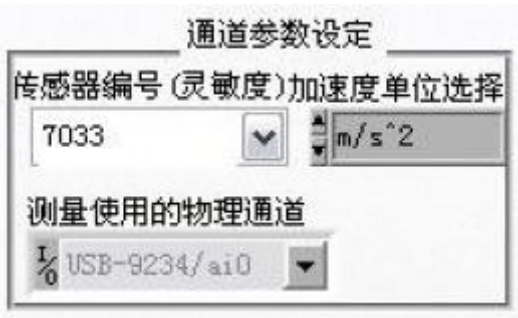 通道参数设定
传感器编号(灵敏度)加速度单位选择
7033 m/s^2
测量使用的物理通道
I/O USB-9234/ai0